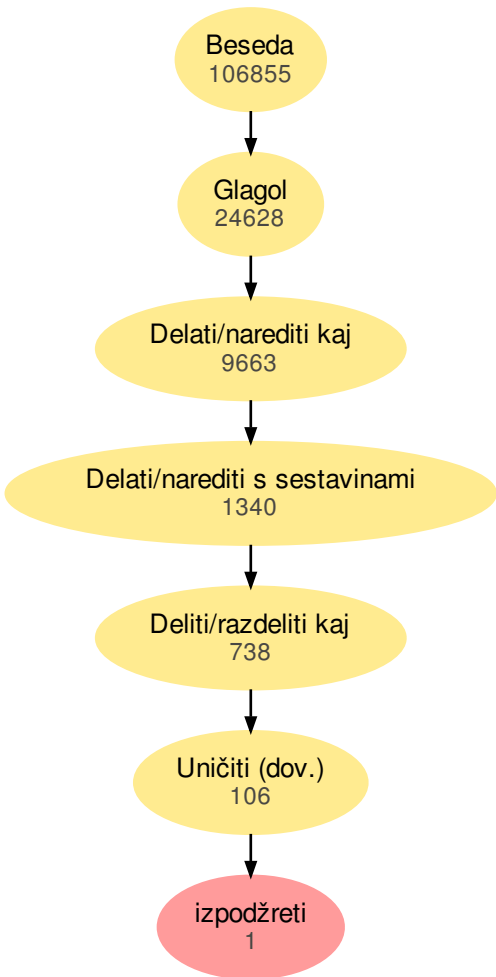 Beseda
106855
Glagol
24628
Delati/narediti kaj
9663
Delati/narediti s sestavinami
1340
Deliti/razdeliti kaj
738
Uničiti (dov.)
106
izpodžreti
1